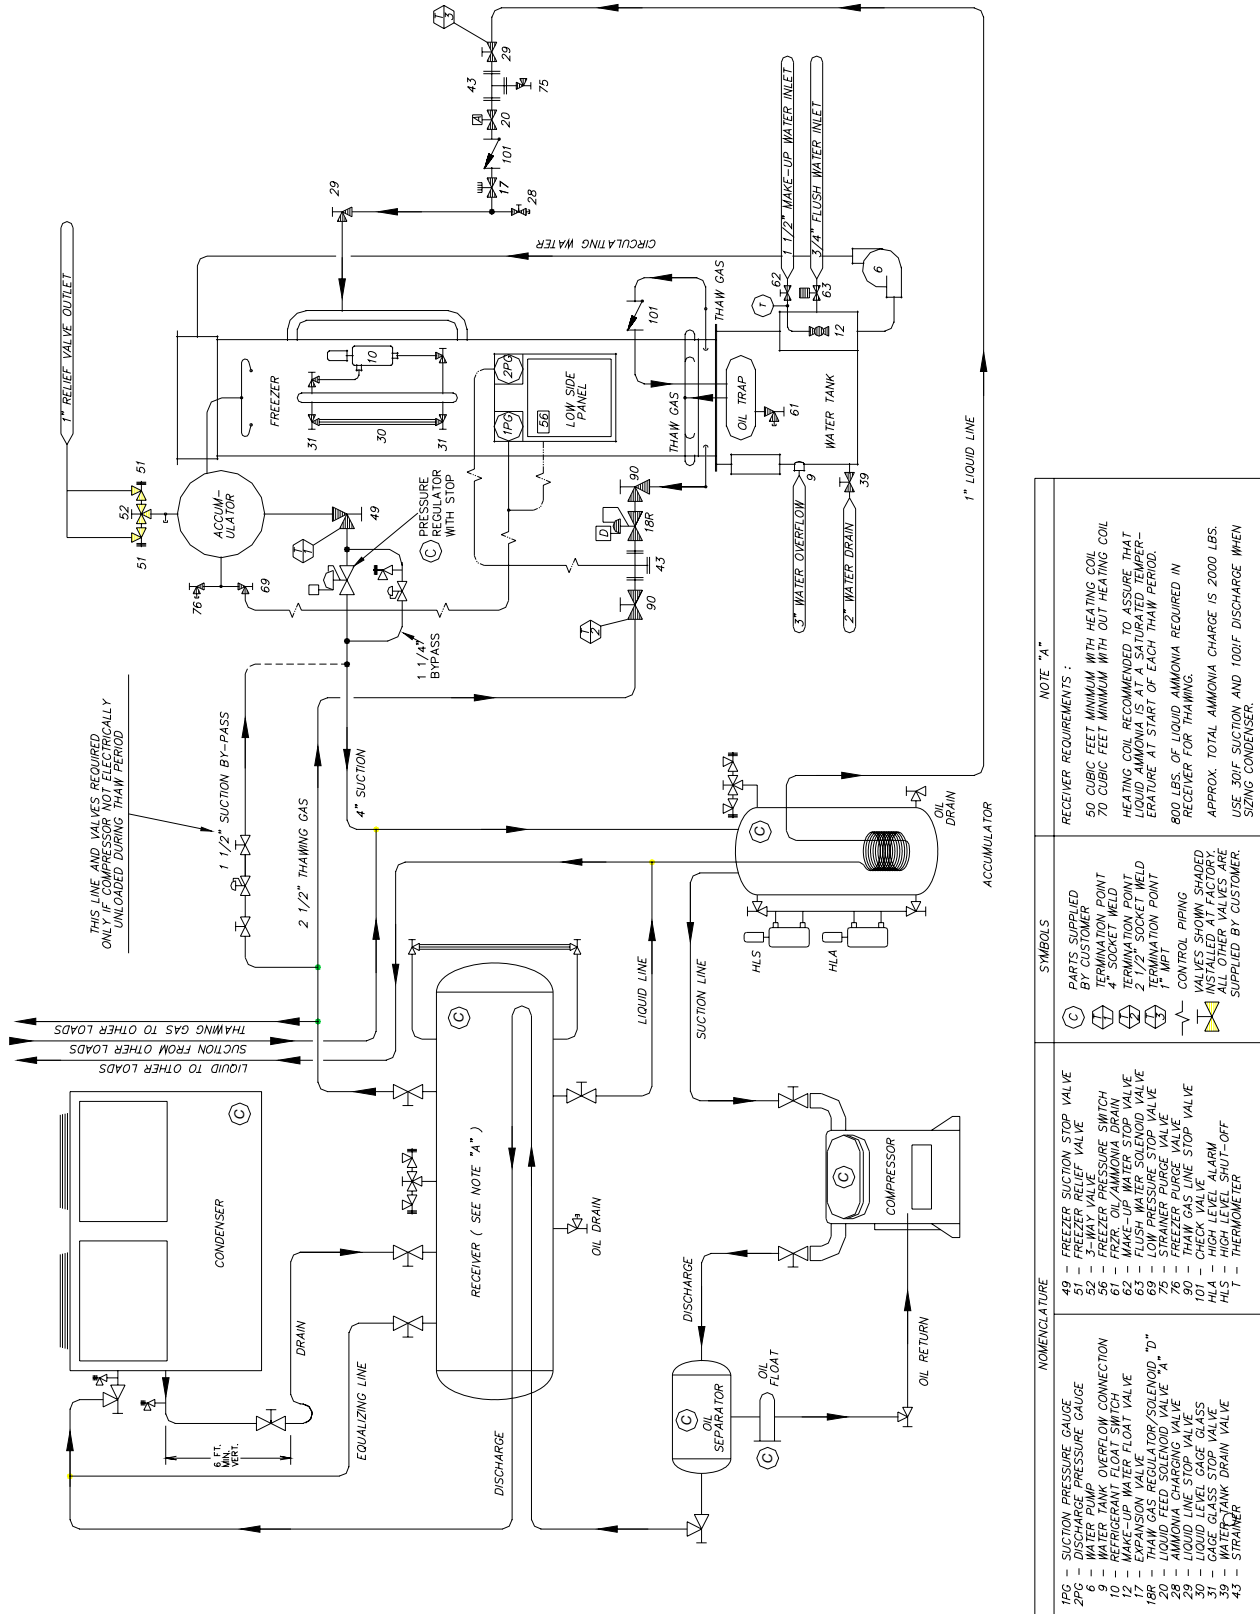 THIS LINE AND VALVES REQUIRED
ONLY IF COMPRESSOR NOT ELECTRICALLY
UNLOADED DURING THAW PERIOD
1 1/2" SUCTION BY-PASS
2 1/2" THAWING GAS
4" SUCTION
THAWING GAS TO OTHER LOADS
SUCTION FROM OTHER LOADS
LIQUID TO OTHER LOADS
1" RELIEF VALVE OUTLET
51
52
51
76
69
ACCUM-
ULATOR
49
T
1
C
PRESSURE
REGULATOR
WITH STOP
1 1/4"
BYPASS
FREEZER
31
30
31
10
1PG
2PG
56
LOW SIDE
PANEL
29
T
3
29
43
75
A
20
101
17
28
CIRCULATING WATER
1 1/2" MAKE-UP WATER INLET
3/4" FLUSH WATER INLET
62
63
T
12
6
101
THAW GAS
THAW GAS
OIL TRAP
61
WATER TANK
9
39
3" WATER OVERFLOW
2" WATER DRAIN
90
18R
D
43
90
T
2
1" LIQUID LINE
CONDENSER
C
DRAIN
6 FT.
MIN.
VERT.
EQUALIZING LINE
DISCHARGE
RECEIVER ( SEE NOTE "A" )
C
OIL DRAIN
LIQUID LINE
SUCTION LINE
HLS
HLA
C
OIL
DRAIN
ACCUMULATOR
C
COMPRESSOR
DISCHARGE
C
OIL
SEPARATOR
OIL
FLOAT
C
OIL RETURN
NOMENCLATURE
1PG - SUCTION PRESSURE GAUGE
2PG - DISCHARGE PRESSURE GAUGE
6 - WATER PUMP
9 - WATER TANK OVERFLOW CONNECTION
10 - REFRIGERANT FLOAT SWITCH
12 - MAKE-UP WATER FLOAT VALVE
17 - EXPANSION VALVE
18R - THAW GAS REGULATOR/SOLENOID "D"
20 - LIQUID FEED SOLENOID VALVE "A"
28 - AMMONIA CHARGING VALVE
29 - LIQUID LINE STOP VALVE
30 - LIQUID LEVEL GAGE GLASS
31 - GAGE GLASS STOP VALVE
39 - WATER TANK DRAIN VALVE
43 - STRAINER
49 - FREEZER SUCTION STOP VALVE
51 - FREEZER RELIEF VALVE
52 - 3-WAY VALVE
56 - FREEZER PRESSURE SWITCH
61 - FRZR. OIL/AMMONIA DRAIN
62 - MAKE-UP WATER STOP VALVE
63 - FLUSH WATER SOLENOID VALVE
69 - LOW PRESSURE STOP VALVE
75 - STRAINER PURGE VALVE
76 - FREEZER PURGE VALVE
90 - THAW GAS LINE STOP VALVE
101 - CHECK VALVE
HLA - HIGH LEVEL ALARM
HLS - HIGH LEVEL SHUT-OFF
T - THERMOMETER
SYMBOLS
C PARTS SUPPLIED
BY CUSTOMER
T 1 TERMINATION POINT
4" SOCKET WELD
T 2 TERMINATION POINT
2 1/2" SOCKET WELD
T 3 TERMINATION POINT
1" MPT
CONTROL PIPING
VALVES SHOWN SHADED
INSTALLED AT FACTORY.
ALL OTHER VALVES ARE
SUPPLIED BY CUSTOMER.
NOTE "A"
RECEIVER REQUIREMENTS :
50 CUBIC FEET MINIMUM WITH HEATING COIL
70 CUBIC FEET MINIMUM WITH OUT HEATING COIL
HEATING COIL RECOMMENDED TO ASSURE THAT
LIQUID AMMONIA IS AT A SATURATED TEMPER-
ERATURE AT START OF EACH THAW PERIOD.
800 LBS. OF LIQUID AMMONIA REQUIRED IN
RECEIVER FOR THAWING.
APPROX. TOTAL AMMONIA CHARGE IS 2000 LBS.
USE 30!F SUCTION AND 100!F DISCHARGE WHEN
SIZING CONDENSER.